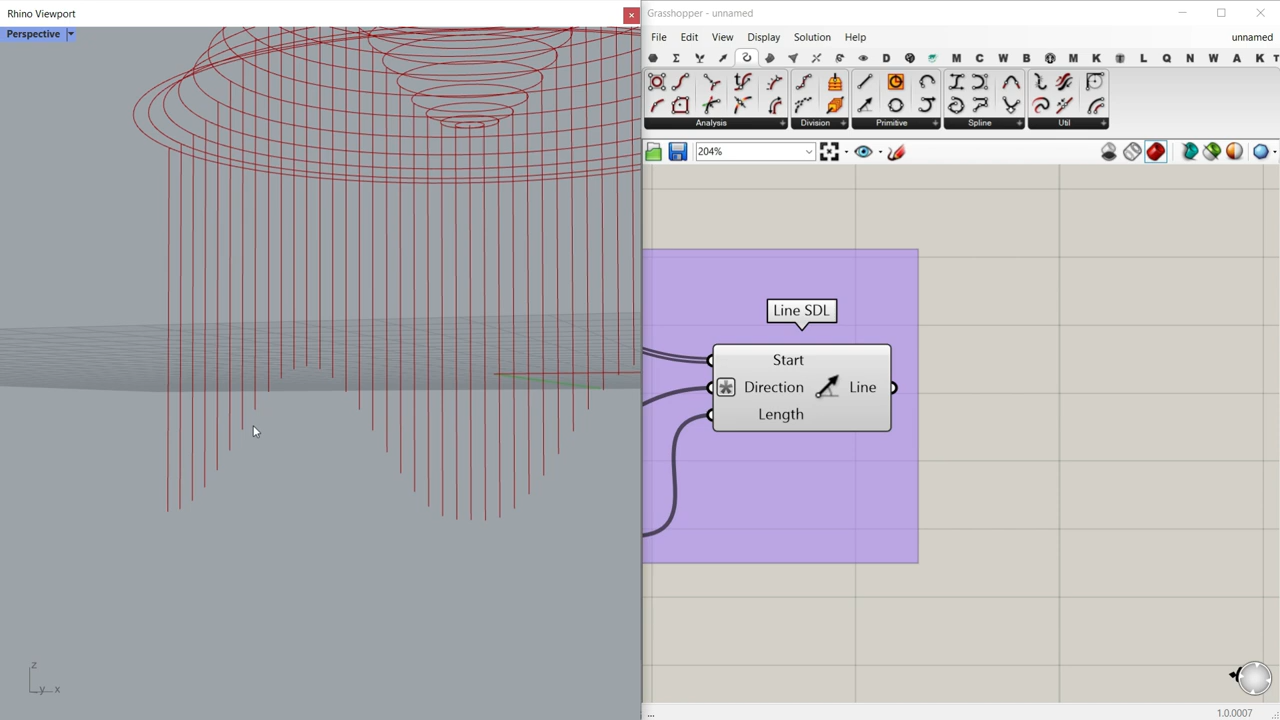 Rhino Viewport
Perspective
z
y x
Grasshopper - unnamed
File Edit View Display Solution Help
unnamed
D M C W A B M K L Q N W A K T
Analysis Division Primitive Spline Util
204%
Line SDL
Start
Direction Line
Length
...
1.0.0007